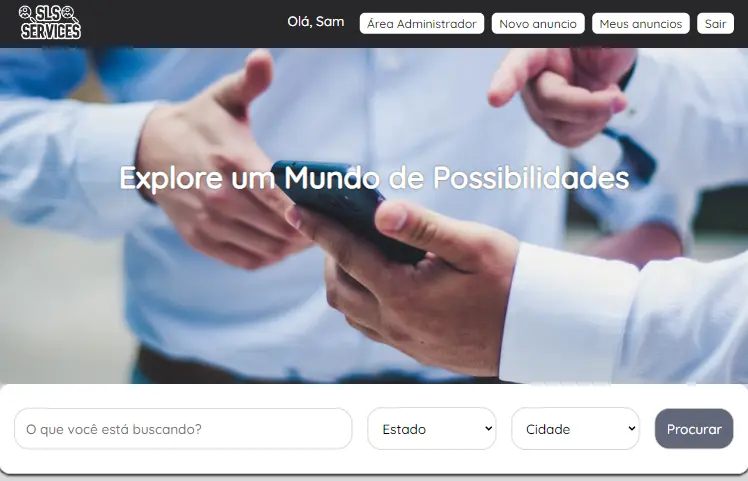 SLS
SERVICES
Olá, Sam
Área Administrador
Novo anuncio
Meus anuncios
Sair
Explore um Mundo de Possibilidades
O que você está buscando?
Estado
Cidade
Procurar